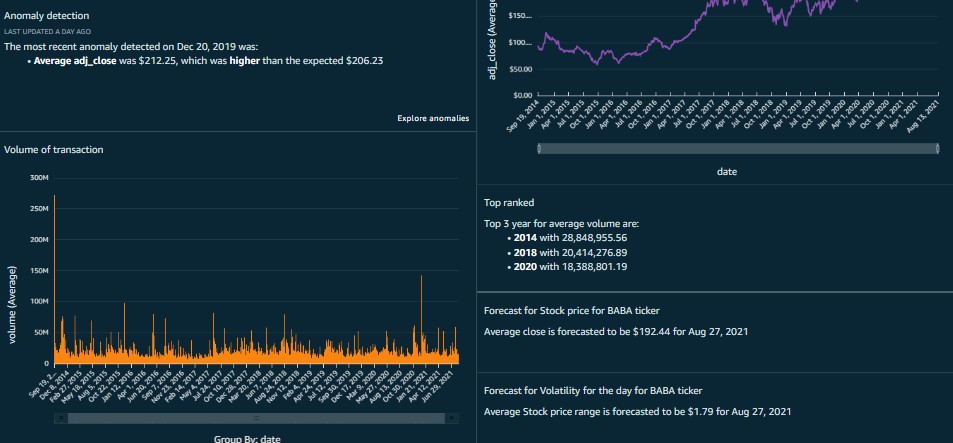 Anomaly detection
LAST UPDATED A DAY AGO
The most recent anomaly detected on Dec 20, 2019 was:
• Average adj_close was $212.25, which was higher than the expected $206.23
Explore anomalies
Volume of transaction
300M
250M
200M
150M
100M
50M
0
volume (Average)
Sep 19, 2...
Dec 8, 2014
Feb 27, 2015
May 18, 2015
Aug 5, 2015
Oct 22, 2015
Jan 12, 2016
Jun 20, 2016
Sep 7, 2016
Nov 23, 2016
Feb 14, 2017
May 4, 2017
Jul 24, 2017
Oct 10, 2017
Dec 28, 2017
Mar 20, 2018
Jun 7, 2018
Aug 24, 2018
Nov 12, 2018
Feb 4, 2019
Apr 24, 2019
Jul 13, 2019
Sep 30, 2019
Dec 17, 2019
Mar 9, 2020
May 27, 2020
Aug 13, 2020
Oct 30, 2020
Jan 21, 2021
Apr 12, 2021
Jun 29, 2021
Group By: date
adj_close (Average
$150....
$100....
$50.00
$0.00
Sep 19, 2014
Jan 1, 2015
Apr 1, 2015
Jul 1, 2015
Oct 1, 2015
Jan 1, 2016
Apr 1, 2016
Jul 1, 2016
Oct 1, 2016
Jan 1, 2017
Apr 1, 2017
Jul 1, 2017
Oct 1, 2017
Jan 1, 2018
Apr 1, 2018
Jul 1, 2018
Oct 1, 2018
Jan 1, 2019
Apr 1, 2019
Jul 1, 2019
Oct 1, 2019
Jan 1, 2020
Apr 1, 2020
Jul 1, 2020
Oct 1, 2020
Jan 1, 2021
Apr 1, 2021
Aug 13, 2021
date
Top ranked
Top 3 year for average volume are:
• 2014 with 28,848,955.56
• 2018 with 20,414,276.89
• 2020 with 18,388,801.19
Forecast for Stock price for BABA ticker
Average close is forecasted to be $192.44 for Aug 27, 2021
Forecast for Volatility for the day for BABA ticker
Average Stock price range is forecasted to be $1.79 for Aug 27, 2021